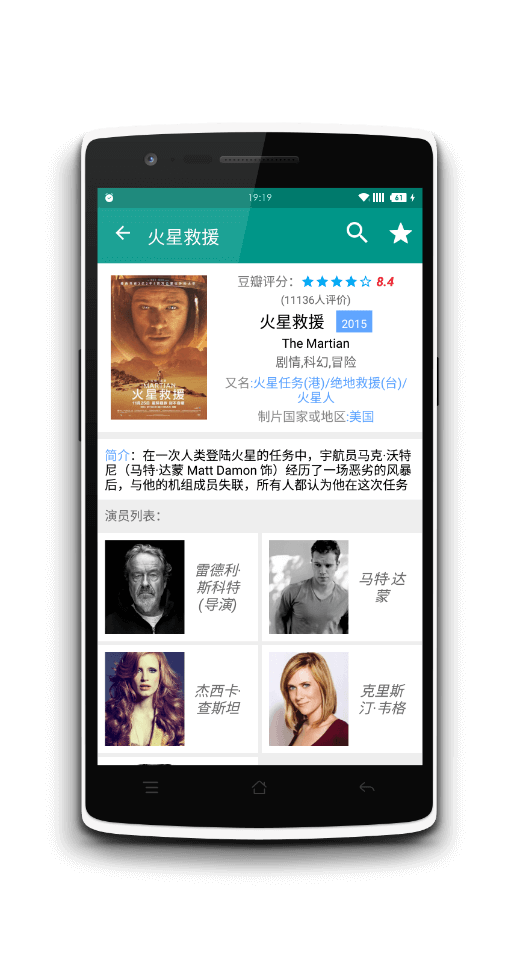 19:19
61
火星救援
豆瓣评分： 8.4
(11136人评价)
火星救援 2015
The Martian
剧情,科幻,冒险
又名:火星任务(港)/绝地救援(台)/
火星人
制片国家或地区:美国
MARTIAN
火星救援
简介：在一次人类登陆火星的任务中，宇航员马克·沃特
尼（马特·达蒙 Matt Damon 饰）经历了一场恶劣的风暴
后，与他的机组成员失联，所有人都认为他在这次任务
演员列表：
雷德利·
斯科特
(导演)
马特·达
蒙
杰西卡·
查斯坦
克里斯
汀·韦格